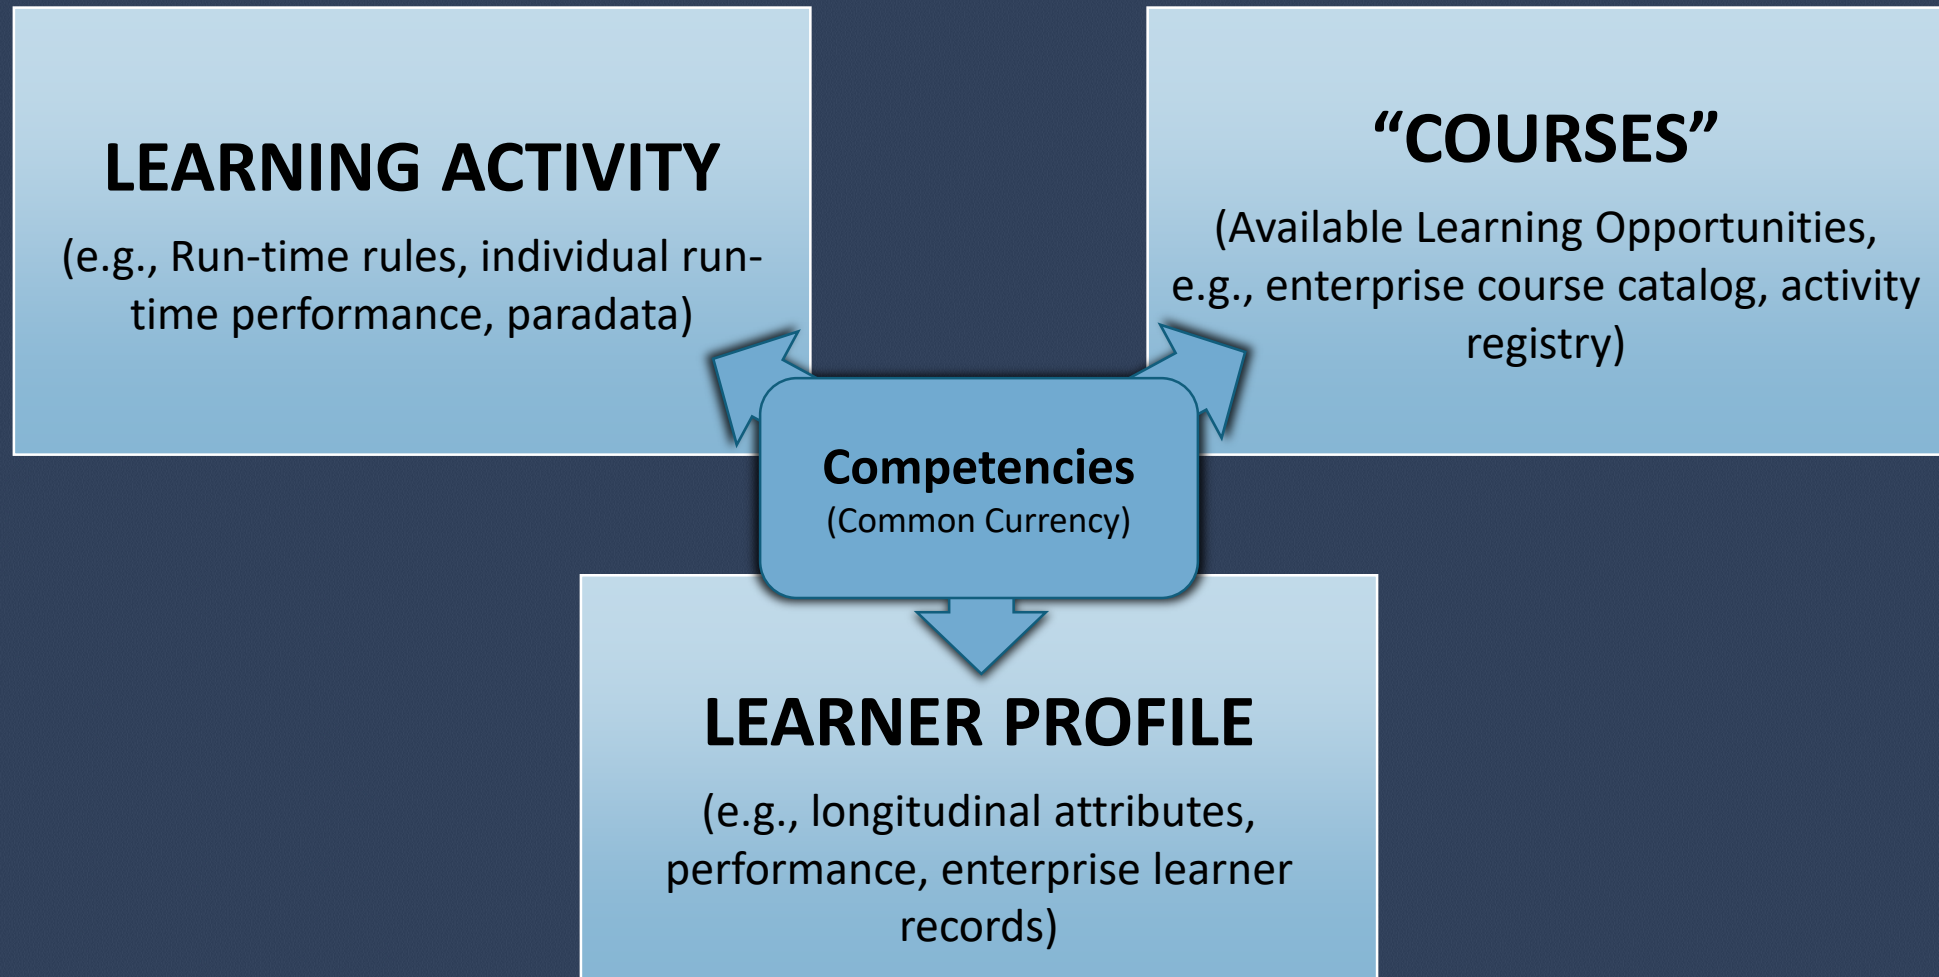 LEARNING ACTIVITY
(e.g., Run-time rules, individual run-
time performance, paradata)
“COURSES”
(Available Learning Opportunities,
e.g., enterprise course catalog, activity
registry)
Competencies
(Common Currency)
LEARNER PROFILE
(e.g., longitudinal attributes,
performance, enterprise learner
records)